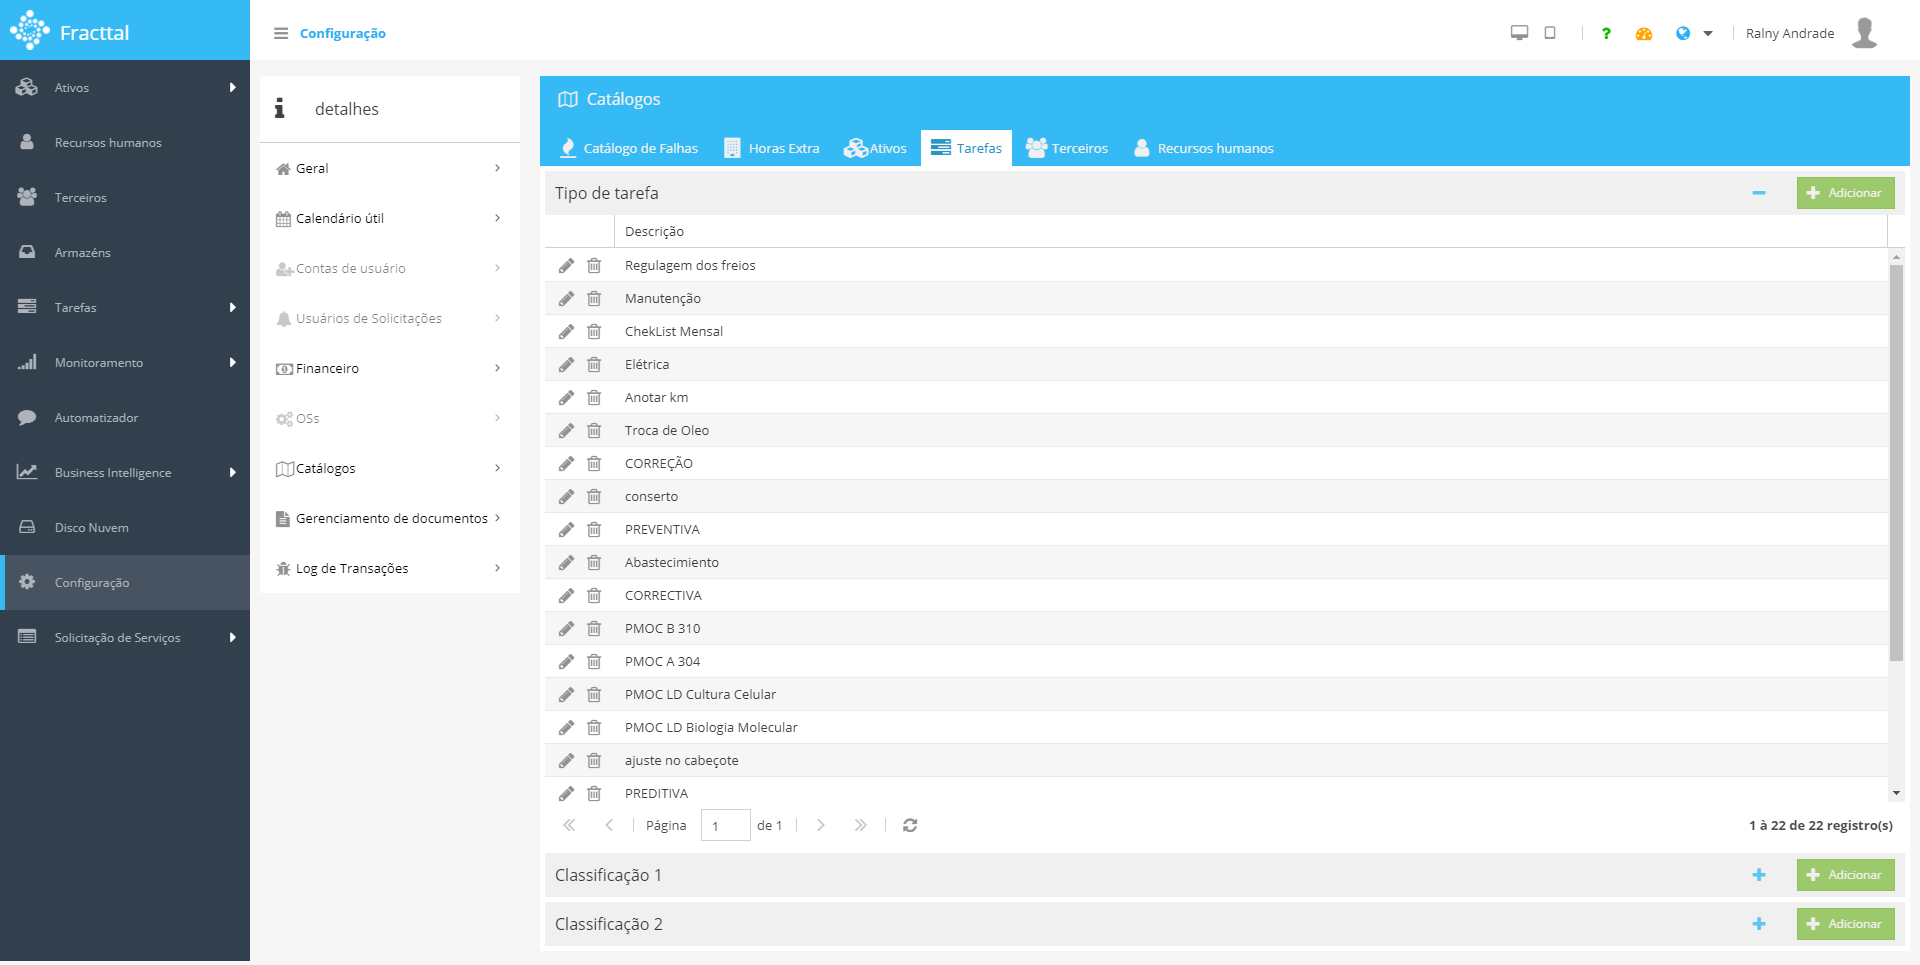 Fracttal
Configuração
?
Ralny Andrade
Ativos
Recursos humanos
Terceiros
Armazéns
Tarefas
Monitoramento
Automatizador
Business Intelligence
Disco Nuvem
Configuração
Solicitação de Serviços
detalhes
Geral
Calendário útil
Contas de usuário
Usuários de Solicitações
Financeiro
OSs
Catálogos
Gerenciamento de documentos
Log de Transações
Catálogos
Catálogo de Falhas
Horas Extra
Ativos
Tarefas
Terceiros
Recursos humanos
Tipo de tarefa
Adicionar
Descrição
Regulagem dos freios
Manutenção
ChekList Mensal
Elétrica
Anotar km
Troca de Oleo
CORREÇÃO
conserto
PREVENTIVA
Abastecimiento
CORRECTIVA
PMOC B 310
PMOC A 304
PMOC LD Cultura Celular
PMOC LD Biologia Molecular
ajuste no cabeçote
PREDITIVA
Página 1 de 1
1 à 22 de 22 registro(s)
Classificação 1
Adicionar
Classificação 2
Adicionar